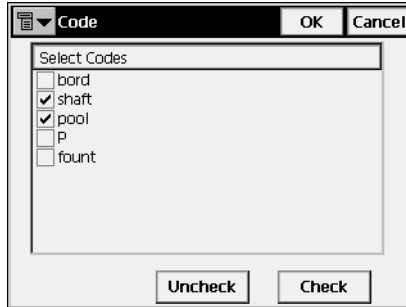 Code OK Cancel
Select Codes
bord
shaft
pool
P
fount
Uncheck Check